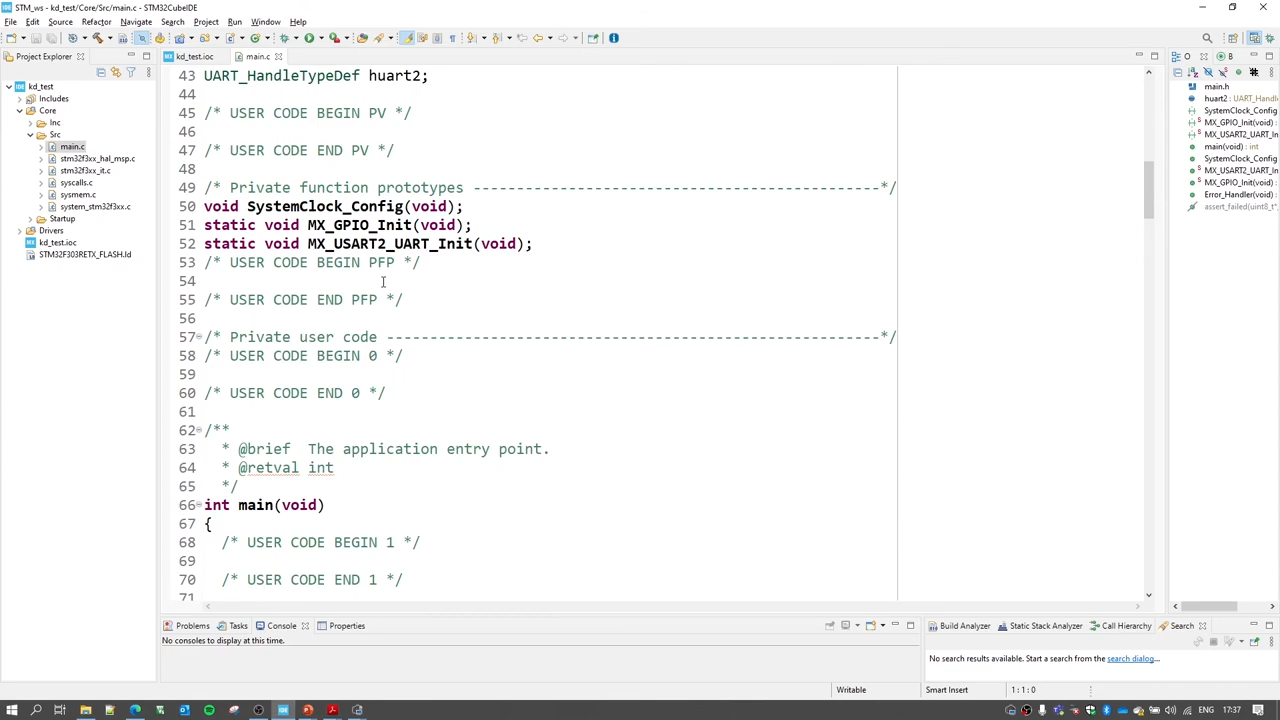 STM_ws - kd_test/Core/Src/main.c - STM32CubeIDE
File Edit Source Refactor Navigate Search Project Run Window Help
Project Explorer
kd_test.ioc
main.c
kd_test
Includes
Core
Inc
Src
main.c
stm32f3xx_hal_msp.c
stm32f3xx_it.c
syscalls.c
sysmem.c
system_stm32f3xx.c
Startup
Drivers
kd_test.ioc
STM32F303RETX_FLASH.ld
43 UART_HandleTypeDef huart2;
44
45 /* USER CODE BEGIN PV */
46
47 /* USER CODE END PV */
48
49 /* Private function prototypes -----------------------------------------------*/
50 void SystemClock_Config(void);
51 static void MX_GPIO_Init(void);
52 static void MX_USART2_UART_Init(void);
53 /* USER CODE BEGIN PFP */
54
55 /* USER CODE END PFP */
56
57 /* Private user code ---------------------------------------------------------*/
58 /* USER CODE BEGIN 0 */
59
60 /* USER CODE END 0 */
61
62 /**
63 * @brief The application entry point.
64 * @retval int
65 */
66 int main(void)
67 {
68 /* USER CODE BEGIN 1 */
69
70 /* USER CODE END 1 */
71
O
B
main.h
huart2 : UART_Handle
SystemClock_Config
MX_GPIO_Init(void)
MX_USART2_UART_In
main(void) : int
SystemClock_Config
MX_USART2_UART_In
MX_GPIO_Init(void)
Error_Handler(void)
assert_failed(uint8_t*
Problems Tasks Console Properties
No consoles to display at this time.
Build Analyzer Static Stack Analyzer Call Hierarchy Search
No search results available. Start a search from the search dialog...
Writable Smart Insert 1 : 1 : 0
ENG 17:37